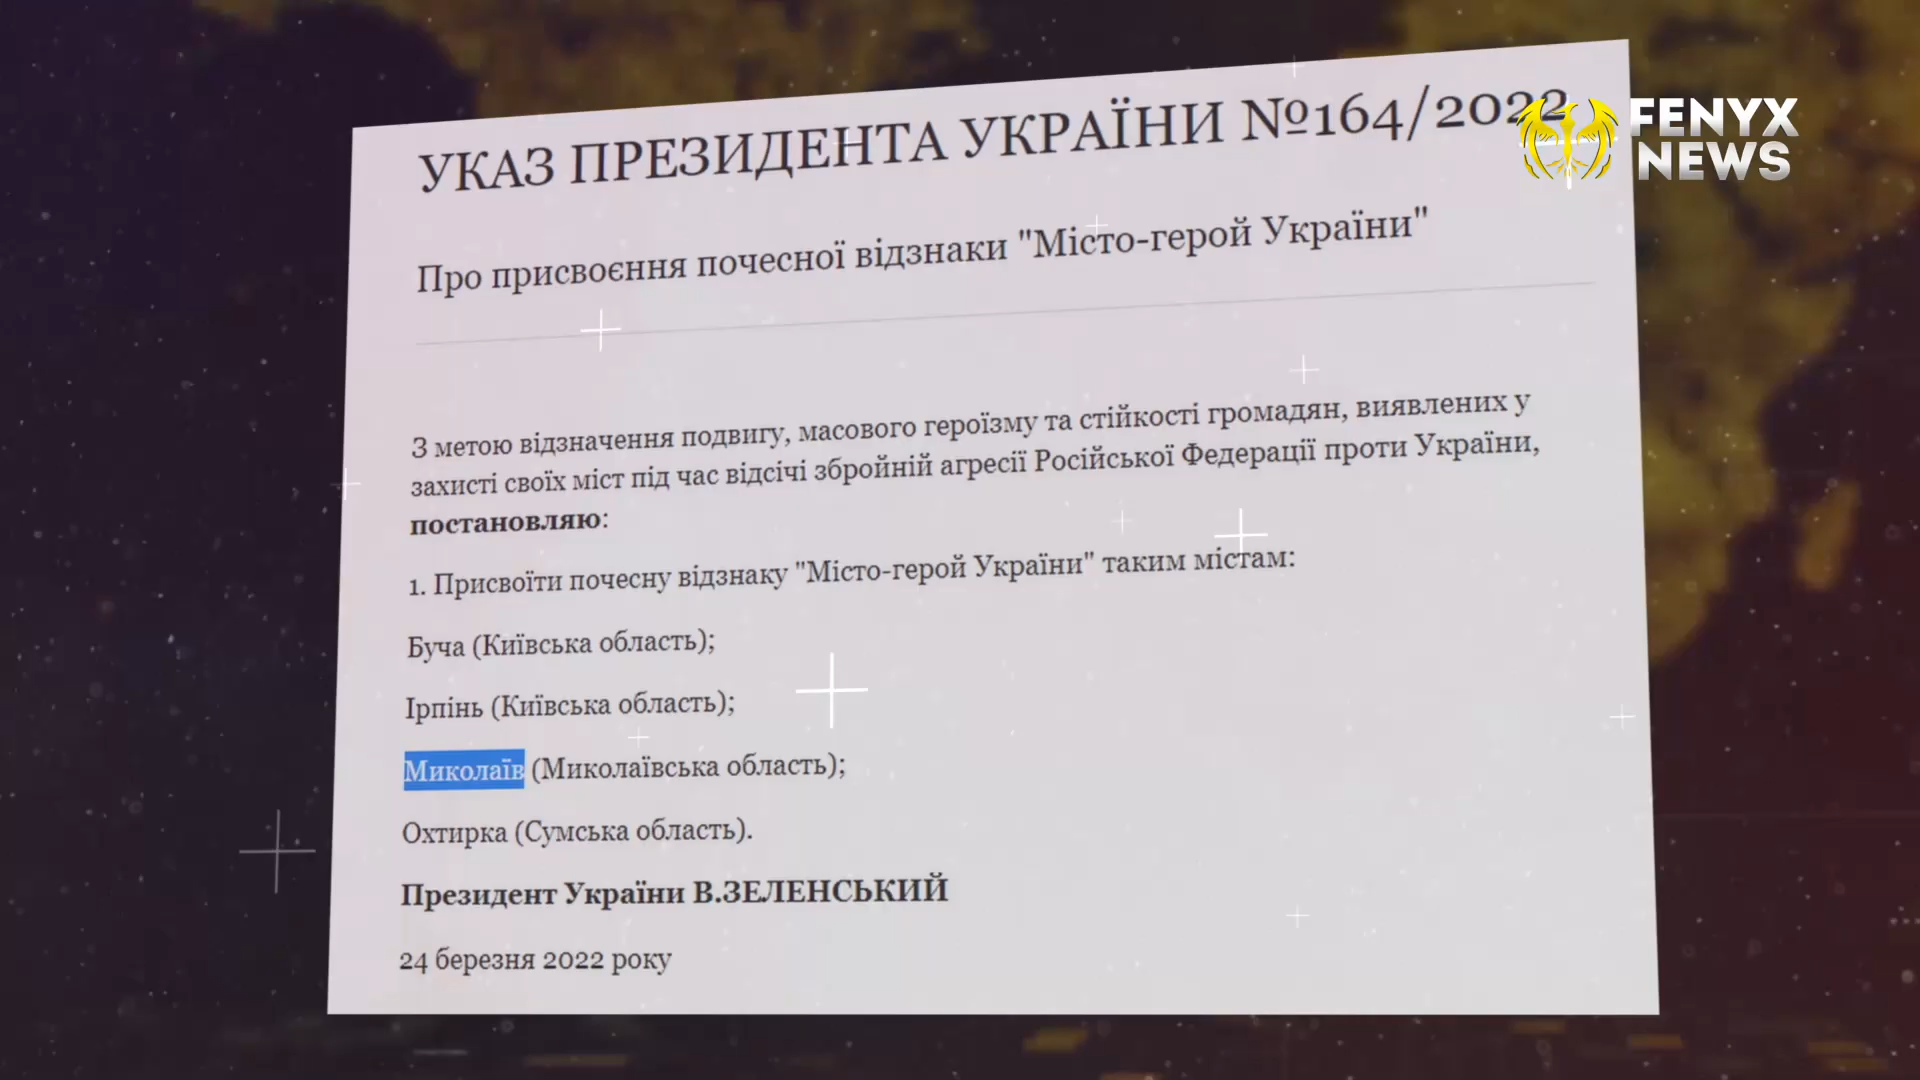 УКАЗ ПРЕЗИДЕНТА УКРАЇНИ №164/2022
FENYX
NEWS
Про присвоєння почесної відзнаки "Місто-герой України"
З метою відзначення подвигу, масового героїзму та стійкості громадян, виявлених у
захисті своїх міст під час відсічі збройній агресії Російської Федерації проти України,
постановляю:
1. Присвоїти почесну відзнаку "Місто-герой України" таким містам:
Буча (Київська область);
Ірпінь (Київська область);
Миколаїв (Миколаївська область);
Охтирка (Сумська область).
Президент України В.ЗЕЛЕНСЬКИЙ
24 березня 2022 року